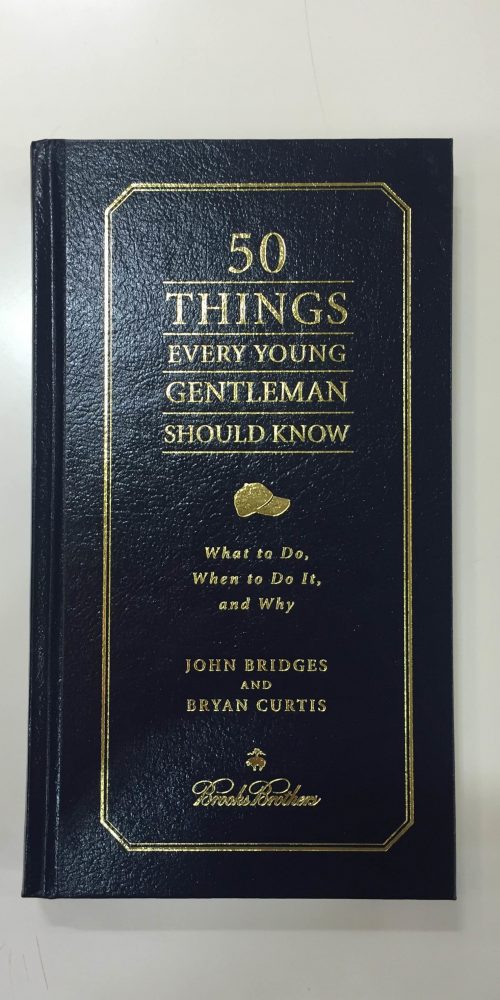 50
THINGS
EVERY YOUNG
GENTLEMAN
SHOULD KNOW
What to Do,
When to Do It,
and Why
JOHN BRIDGES
AND
BRYAN CURTIS
Brooks Brothers